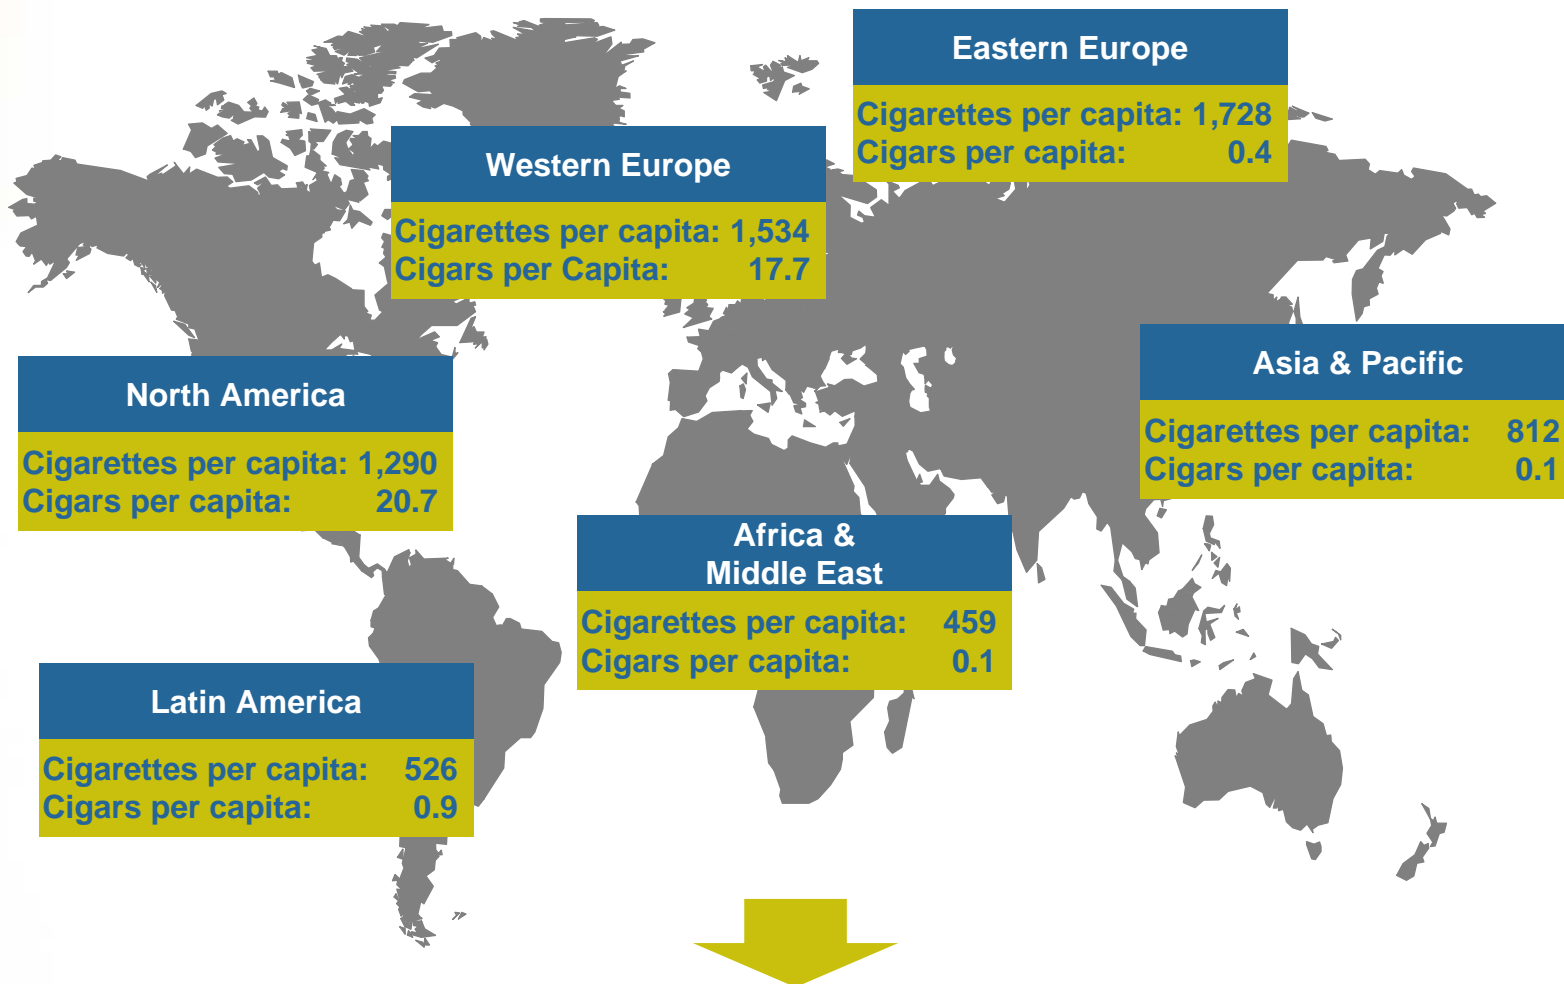 Eastern Europe
Cigarettes per capita: 1,728
Cigars per capita: 0.4
Western Europe
Cigarettes per capita: 1,534
Cigars per Capita: 17.7
North America
Cigarettes per capita: 1,290
Cigars per capita: 20.7
Asia & Pacific
Cigarettes per capita: 812
Cigars per capita: 0.1
Africa &
Middle East
Cigarettes per capita: 459
Cigars per capita: 0.1
Latin America
Cigarettes per capita: 526
Cigars per capita: 0.9